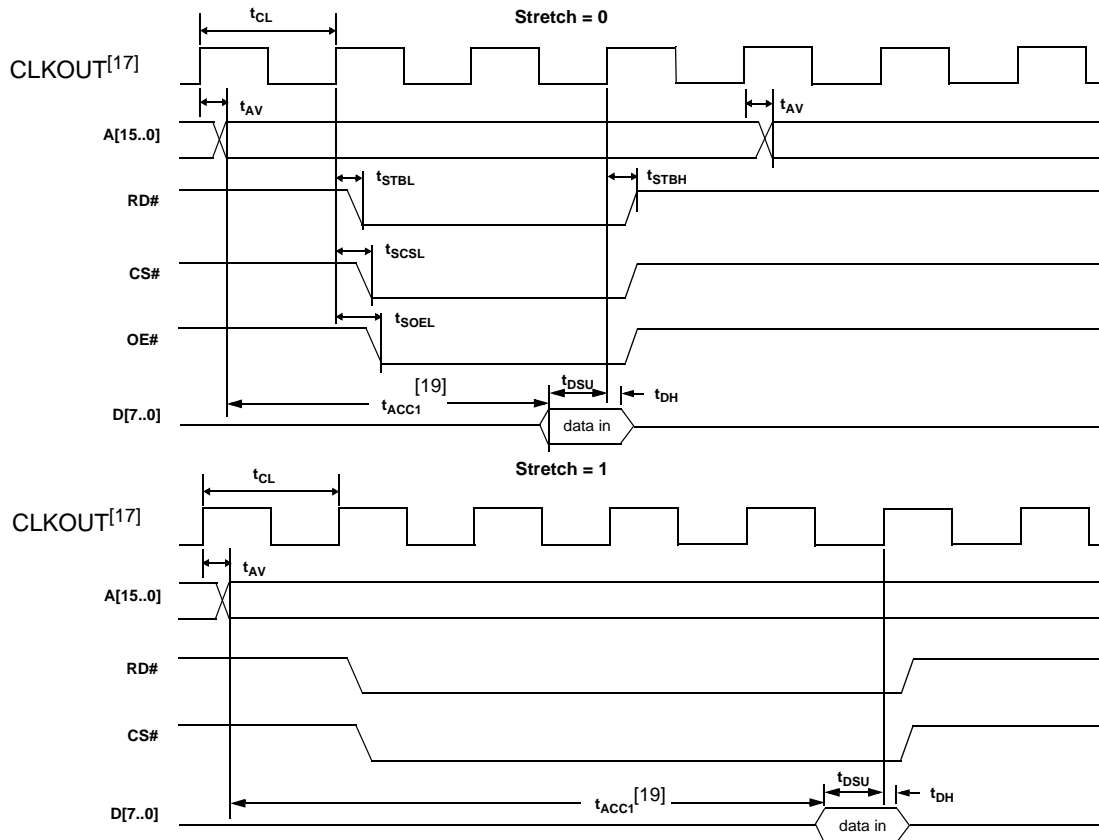 Stretch = 0
tCL
CLKOUT[17]
tAV
tAV
A[15..0]
tSTBL
tSTBH
RD#
tSCSL
CS#
tSOEL
OE#
[19]
tDSU
tACC1
tDH
D[7..0]
data in
Stretch = 1
tCL
CLKOUT[17]
tAV
A[15..0]
RD#
CS#
tDSU
tACC1[19]
tDH
D[7..0]
data in